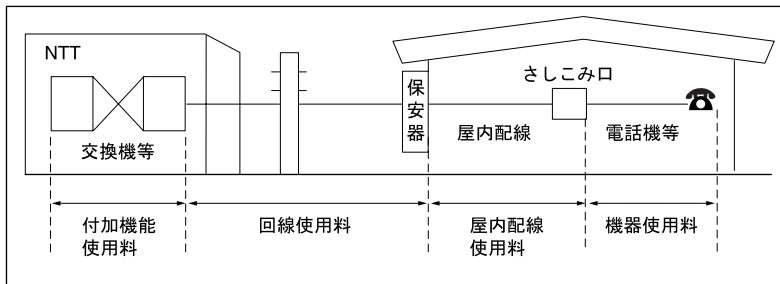 NTT
さしこみ口
保安器
屋内配線
電話機等
交換機等
付加機能
使用料
回線使用料
屋内配線
使用料
機器使用料